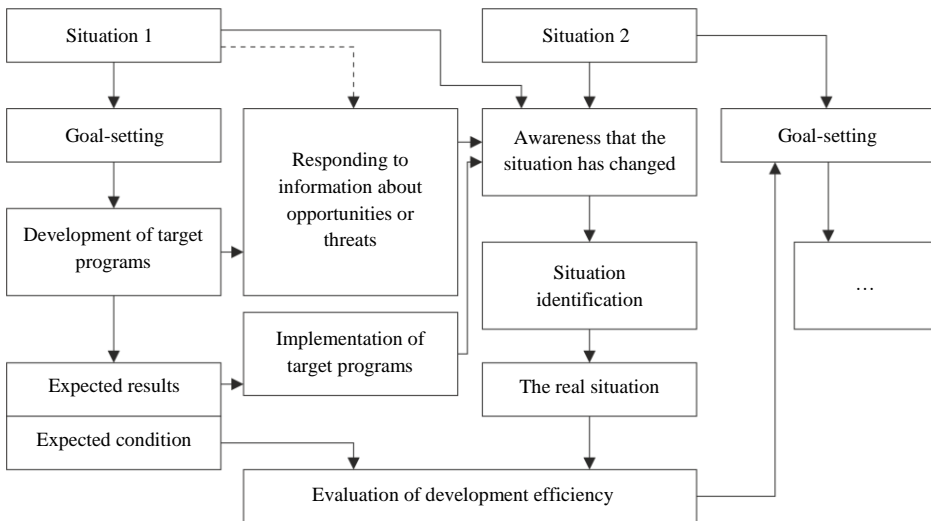 Situation 1
Situation 2
Goal-setting
Responding to
information about
opportunities or
threats
Awareness that the
situation has changed
Goal-setting
Development of target
programs
Situation
identification
…
Implementation of
target programs
Expected results
The real situation
Expected condition
Evaluation of development efficiency